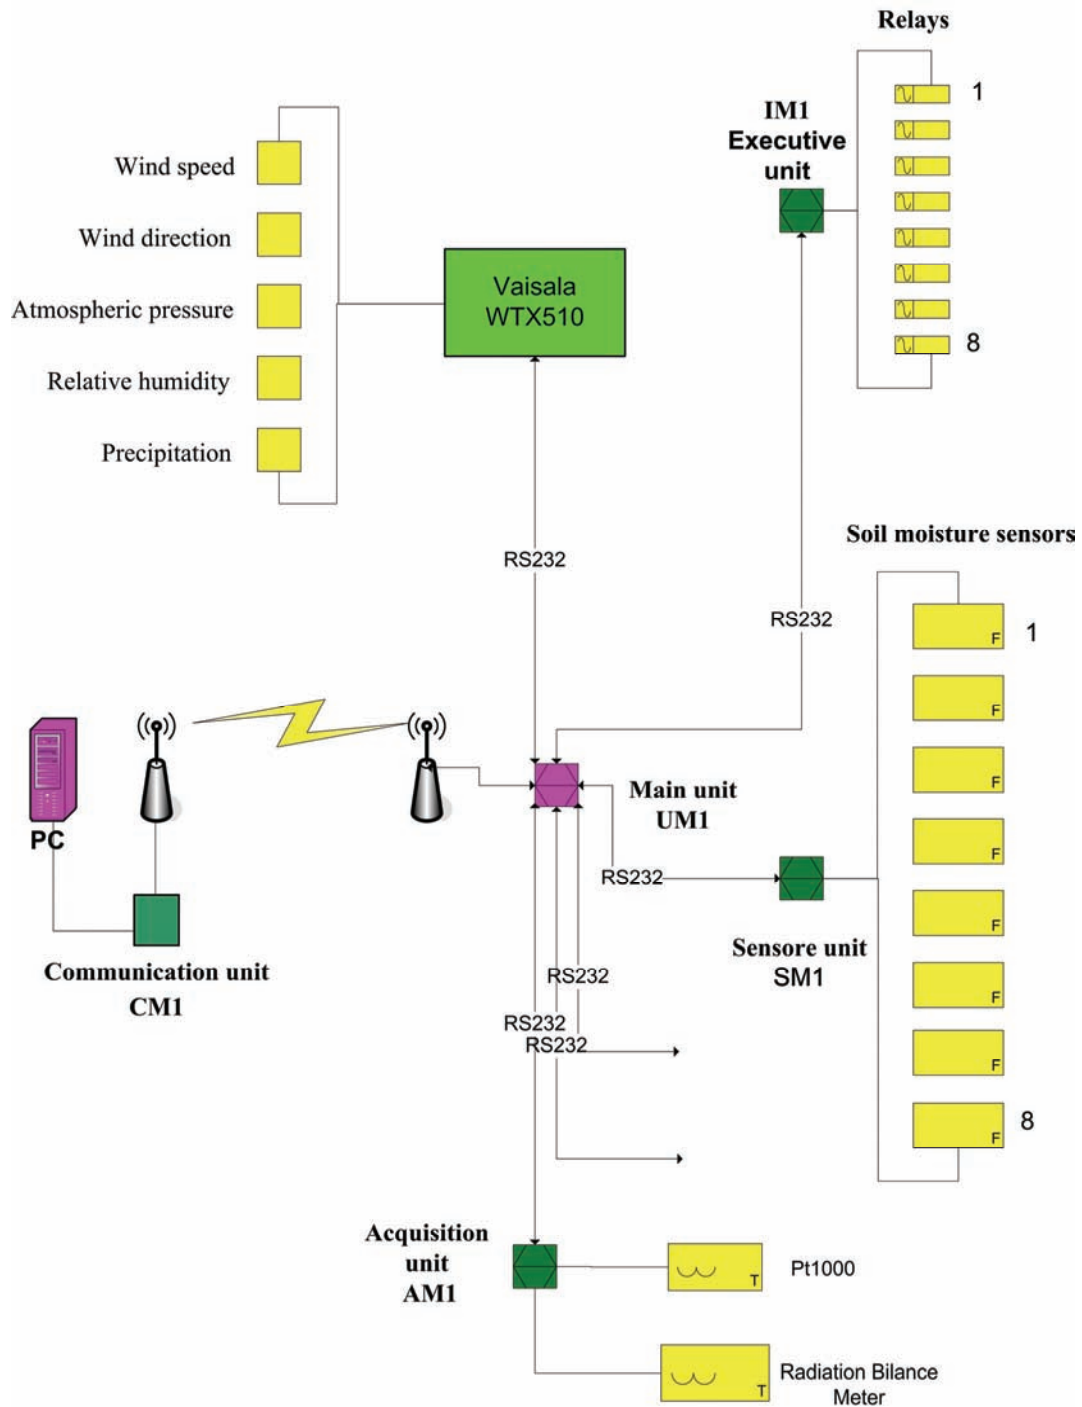 Relays
1
IM1
Executive
unit
8
Wind speed
Wind direction
Atmospheric pressure
Relative humidity
Precipitation
Vaisala
WTX510
RS232
RS232
Soil moisture sensors
F
1
F
F
F
F
F
F
F
8
PC
Main unit
UM1
RS232
Sensore unit
SM1
Communication unit
CM1
RS232
RS232
RS232
Acquisition
unit
AM1
T
Pt1000
T
Radiation Bilance
Meter